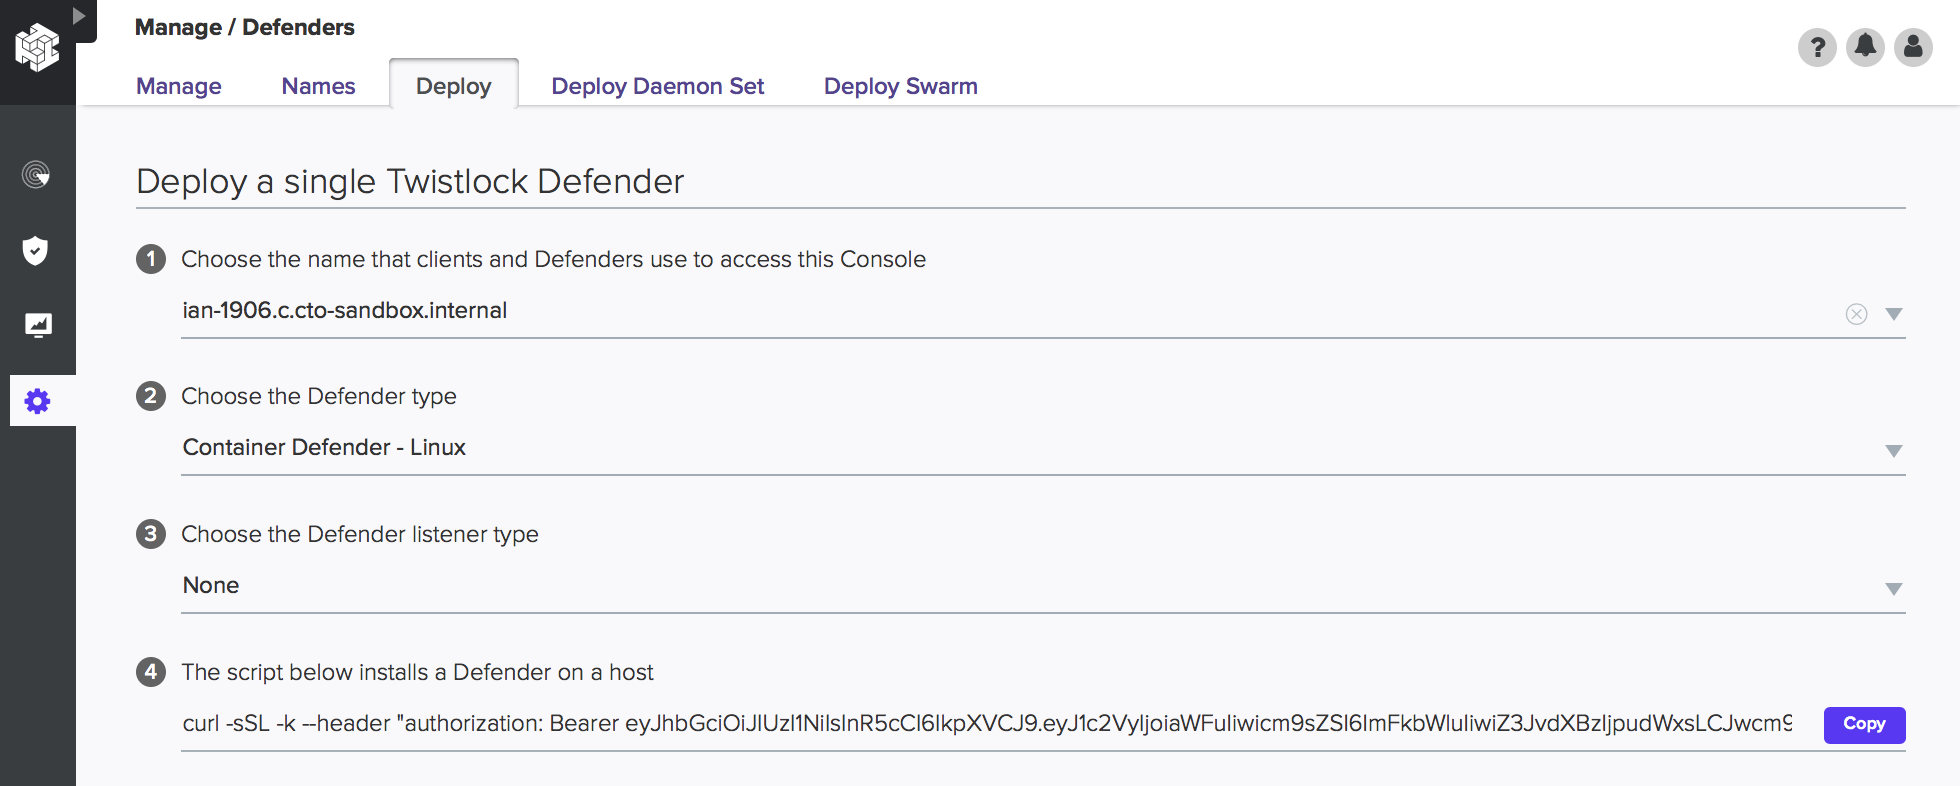 Manage / Defenders
Manage Names Deploy Deploy Daemon Set Deploy Swarm
?
Deploy a single Twistlock Defender
1 Choose the name that clients and Defenders use to access this Console
ian-1906.c.cto-sandbox.internal
2 Choose the Defender type
Container Defender - Linux
3 Choose the Defender listener type
None
4 The script below installs a Defender on a host
curl -sSL -k --header "authorization: Bearer eyJhbGciOiJIUzI1NiIsInR5cCI6IkpXVCJ9.eyJ1c2VyIjoiaWFuIiwicm9sZSI6ImFkbWluIiwiZ3JvdXBzIjpudWxsLCJwcm9
Copy